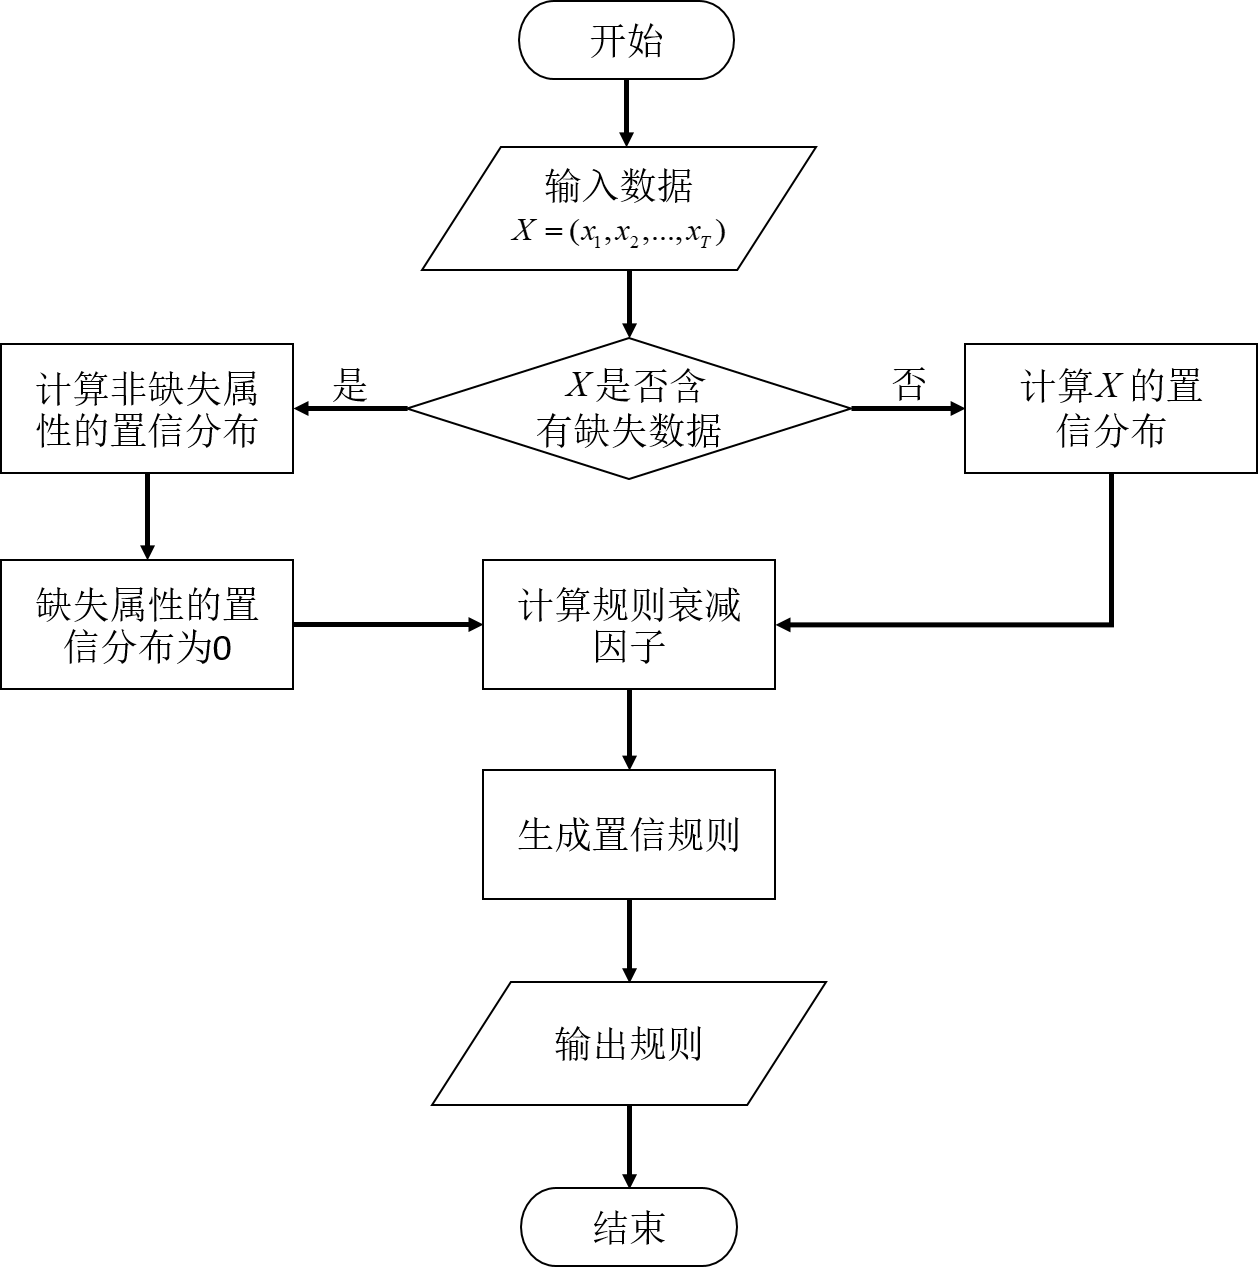 开始
输入数据
X=(x₁,x₂,...,x_T)
是
X是否含
有缺失数据
否
计算非缺失属
性的置信分布
计算X的置
信分布
缺失属性的置
信分布为0
计算规则衰减
因子
生成置信规则
输出规则
结束